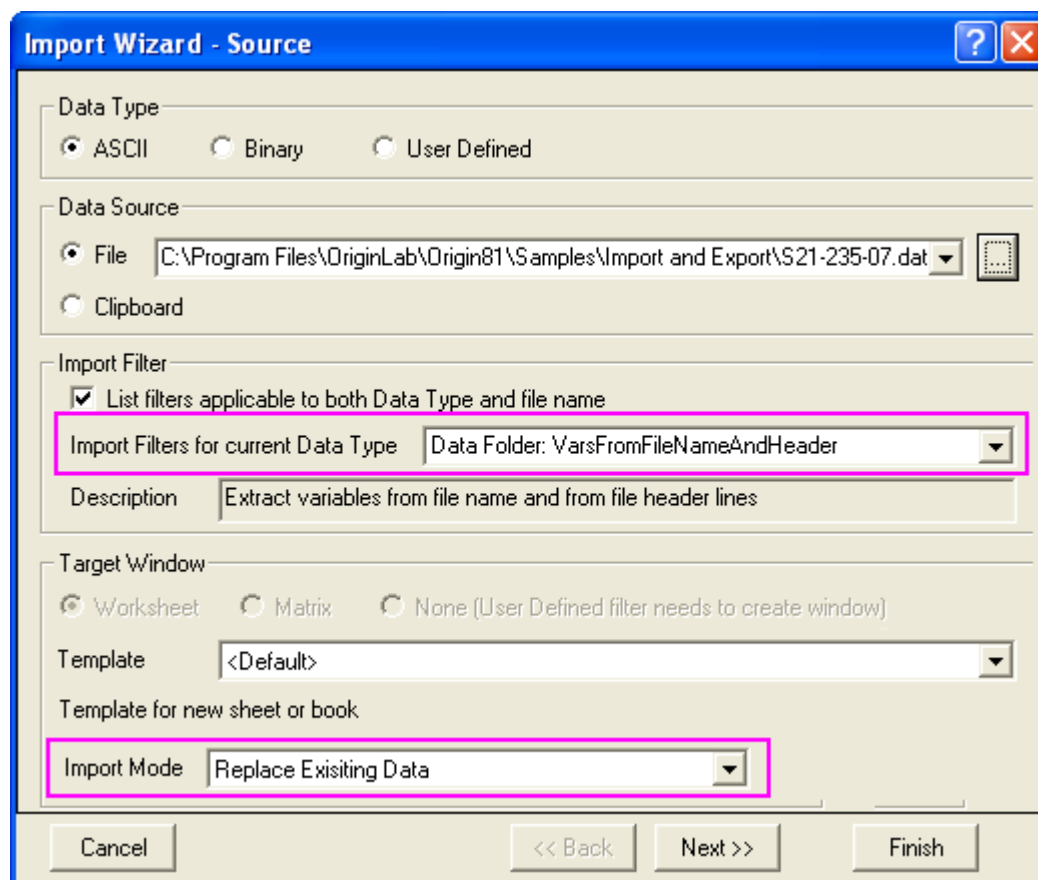 Import Wizard - Source
?
Data Type
ASCII Binary User Defined
Data Source
File C:\Program Files\OriginLab\Origin81\Samples\Import and Export\S21-235-07.dat ...
Clipboard
Import Filter
List filters applicable to both Data Type and file name
Import Filters for current Data Type Data Folder: VarsFromFileNameAndHeader
Description Extract variables from file name and from file header lines
Target Window
Worksheet Matrix None (User Defined filter needs to create window)
Template <Default>
Template for new sheet or book
Import Mode Replace Exisiting Data
Cancel << Back Next >> Finish